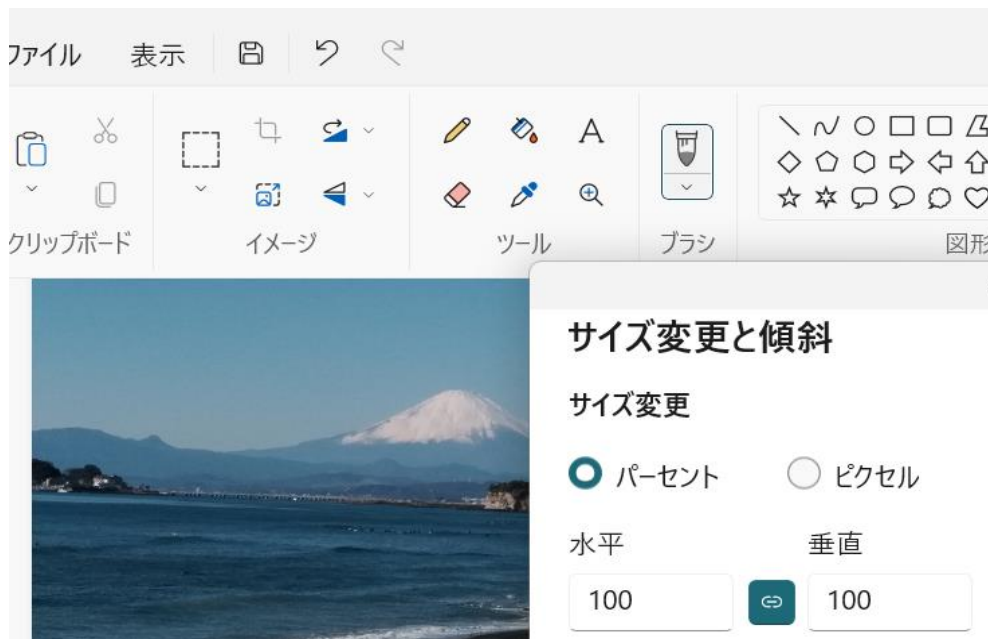 ファイル 表示
クリップボード イメージ ツール ブラシ 図形
サイズ変更と傾斜
サイズ変更
パーセント ピクセル
水平 垂直
100 100